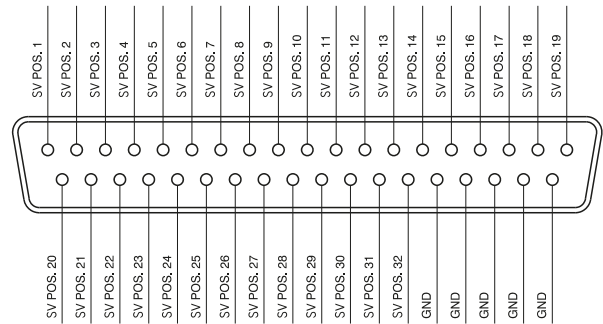 SV POS. 1
SV POS. 2
SV POS. 3
SV POS. 4
SV POS. 5
SV POS. 6
SV POS. 7
SV POS. 8
SV POS. 9
SV POS. 10
SV POS. 11
SV POS. 12
SV POS. 13
SV POS. 14
SV POS. 15
SV POS. 16
SV POS. 17
SV POS. 18
SV POS. 19
SV POS. 20
SV POS. 21
SV POS. 22
SV POS. 23
SV POS. 24
SV POS. 25
SV POS. 26
SV POS. 27
SV POS. 28
SV POS. 29
SV POS. 30
SV POS. 31
SV POS. 32
GND
GND
GND
GND
GND